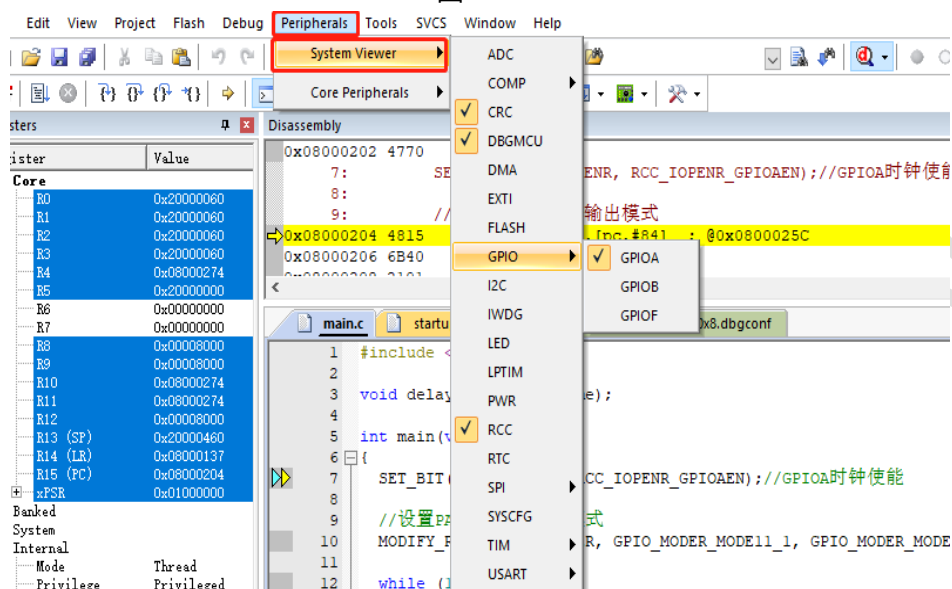 Edit View Project Flash Debug Peripherals Tools SVCS Window Help
System Viewer
Core Peripherals
ADC
COMP
CRC
DBGMCU
DMA
EXTI
FLASH
GPIO
I2C
IWDG
LED
LPTIM
PWR
RCC
RTC
SPI
SYSCFG
TIM
USART
GPIOA
GPIOB
GPIOF
sters
ister Value
Core
R0 0x20000060
R1 0x20000060
R2 0x20000060
R3 0x20000060
R4 0x08000274
R5 0x20000000
R6 0x00000000
R7 0x00000000
R8 0x00008000
R9 0x00008000
R10 0x08000274
R11 0x08000274
R12 0x00008000
R13 (SP) 0x20000460
R14 (LR) 0x08000137
R15 (PC) 0x08000204
xPSR 0x01000000
Banked
System
Internal
Mode Thread
Privilege Privileged
Disassembly
0x08000202 4770
7: SE ENR, RCC_IOPENR_GPIOAEN);//GPIOA时钟使能
8:
9: // 输出模式
0x08000204 4815 [pc,#84] ; @0x0800025C
0x08000206 6B40
main.c startu 0x8.dbgconf
1 #include <
2
3 void delay e);
4
5 int main(v
6 {
7 SET_BIT( CC_IOPENR_GPIOAEN);//GPIOA时钟使能
8
9 //设置PA 式
10 MODIFY_R R, GPIO_MODER_MODE11_1, GPIO_MODER_MODE
11
12 while (1